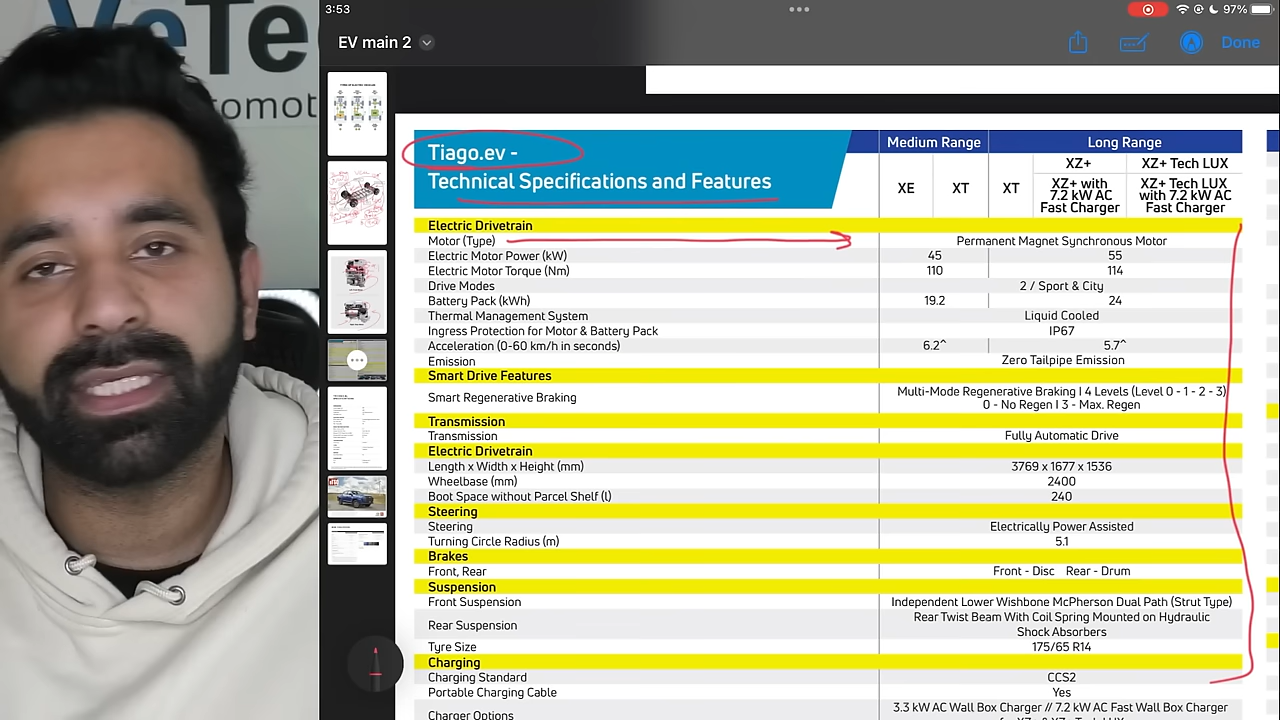 3:53
97%
EV main 2
Done
VeTe
omot
Tiago.ev -
Technical Specifications and Features
Medium Range
Long Range
XE
XT
XT
XZ+
XZ+ with
7.2 kW AC
Fast Charger
XZ+ Tech LUX
XZ+ Tech LUX
with 7.2 kW AC
Fast Charger
Electric Drivetrain
Motor (Type) Permanent Magnet Synchronous Motor
Electric Motor Power (kW) 45 55
Electric Motor Torque (Nm) 110 114
Drive Modes 2 / Sport & City
Battery Pack (kWh) 19.2 24
Thermal Management System Liquid Cooled
Ingress Protection for Motor & Battery Pack IP67
Acceleration (0-60 km/h in seconds) 6.2^ 5.7^
Emission Zero Tailpipe Emission
Smart Drive Features
Smart Regenerative Braking Multi-Mode Regenerative Braking I 4 Levels (Level 0 - 1 - 2 - 3)
0 - No Regen I 3 - Max. Regen
Transmission
Transmission Fully Automatic Drive
Electric Drivetrain
Length x Width x Height (mm) 3769 x 1677 x 1536
Wheelbase (mm) 2400
Boot Space without Parcel Shelf (l) 240
Steering
Steering Electrically Power Assisted
Turning Circle Radius (m) 5.1
Brakes
Front, Rear Front - Disc Rear - Drum
Suspension
Front Suspension Independent Lower Wishbone McPherson Dual Path (Strut Type)
Rear Suspension Rear Twist Beam With Coil Spring Mounted on Hydraulic
Shock Absorbers
Tyre Size 175/65 R14
Charging
Charging Standard CCS2
Portable Charging Cable Yes
Charger Options 3.3 kW AC Wall Box Charger // 7.2 kW AC Fast Wall Box Charger